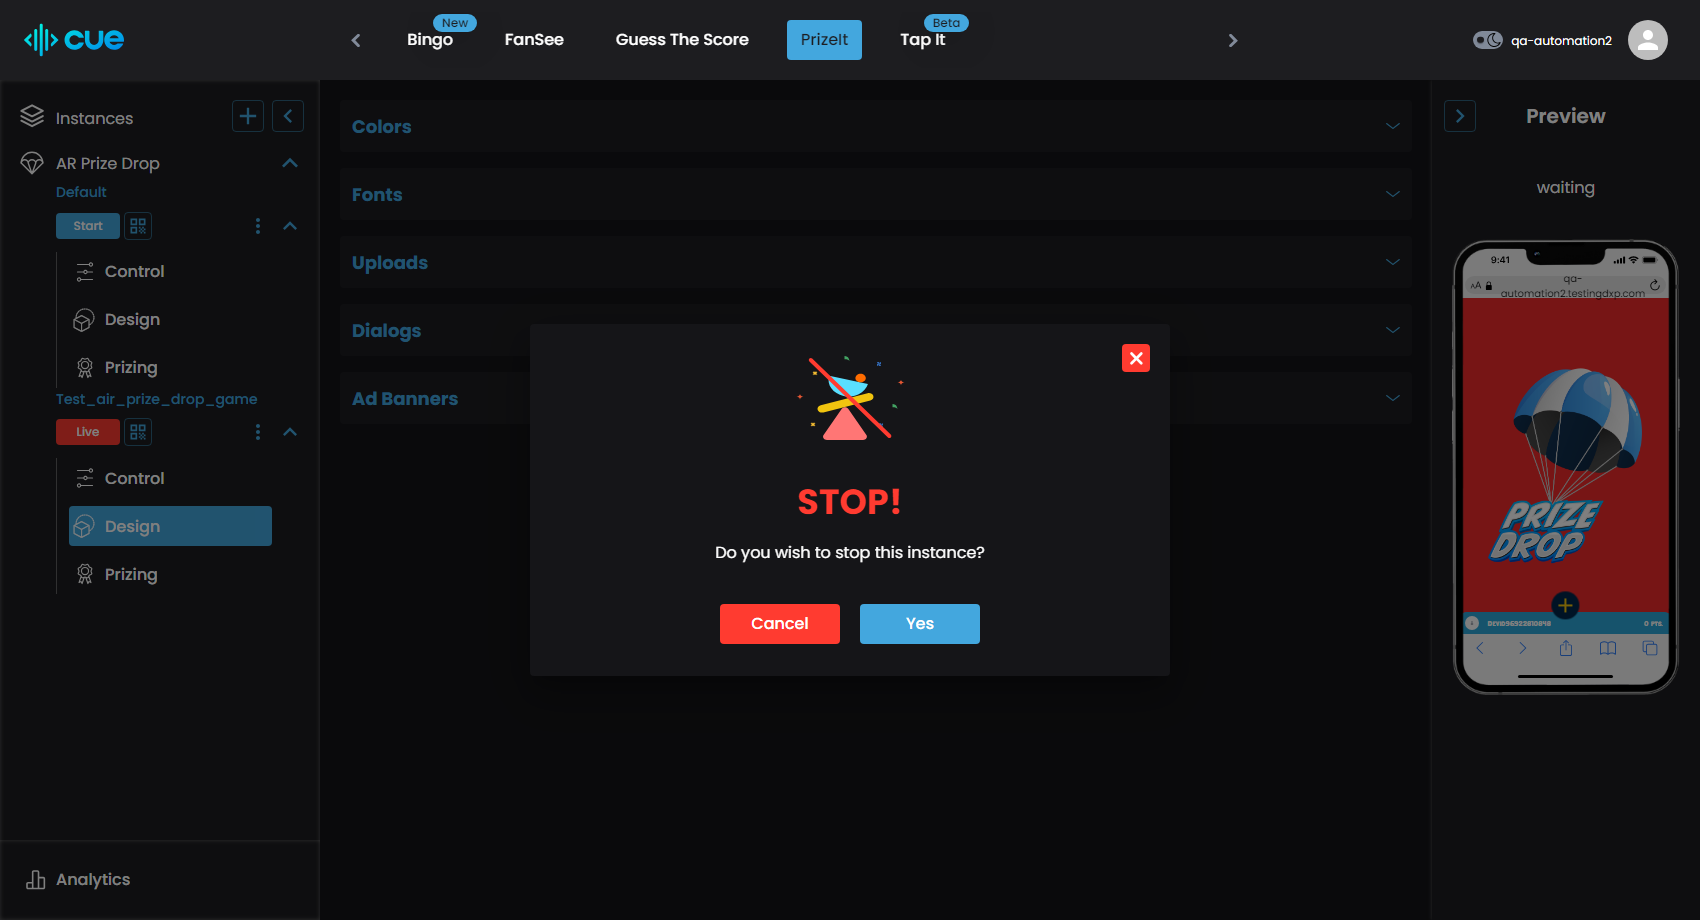 cue
Bingo
New
FanSee
Guess The Score
PrizeIt
Tap It
Beta
qa-automation2
Instances
AR Prize Drop
Default
Start
Control
Design
Prizing
Test_air_prize_drop_game
Live
Control
Design
Prizing
Analytics
Colors
Fonts
Uploads
Dialogs
Ad Banners
STOP!
Do you wish to stop this instance?
Cancel
Yes
Preview
waiting
9:41
AA
qa-
automation2.testingdxp.com
PRIZE
DROP
0 PTS.